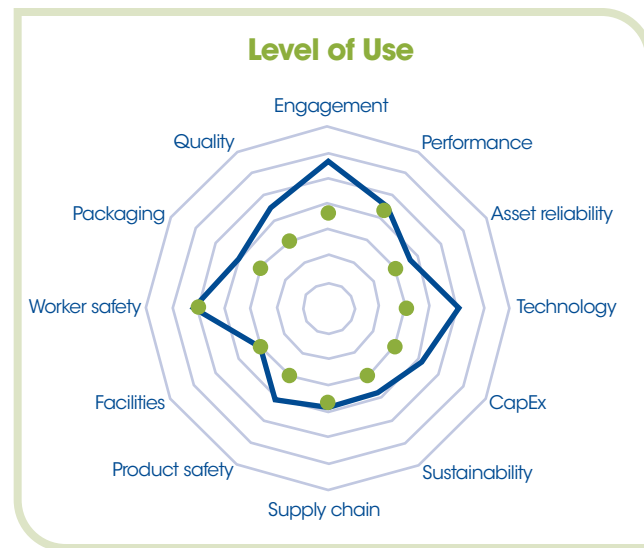 Level of Use
Engagement
Quality
Performance
Packaging
Asset reliability
Worker safety
Technology
Facilities
CapEx
Product safety
Sustainability
Supply chain